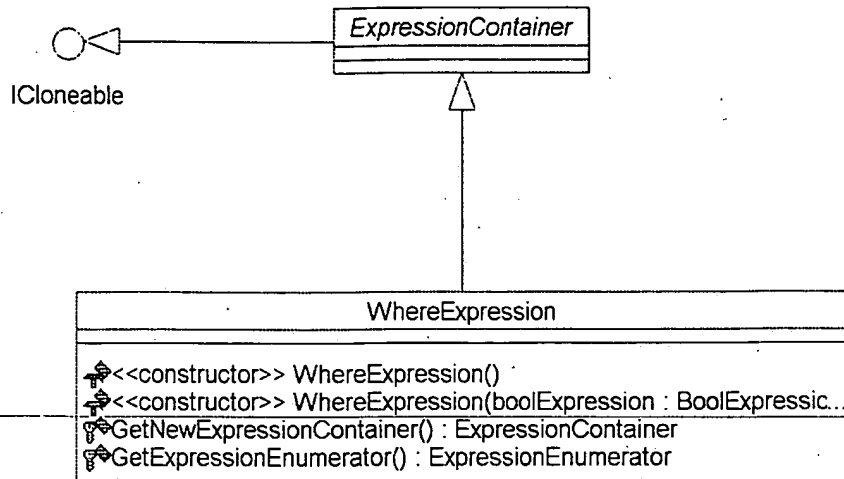 ExpressionContainer
ICloneable
WhereExpression
<<constructor>> WhereExpression()
<<constructor>> WhereExpression(boolExpression : BoolExpressic...
GetNewExpressionContainer() : ExpressionContainer
GetExpressionEnumerator() : ExpressionEnumerator